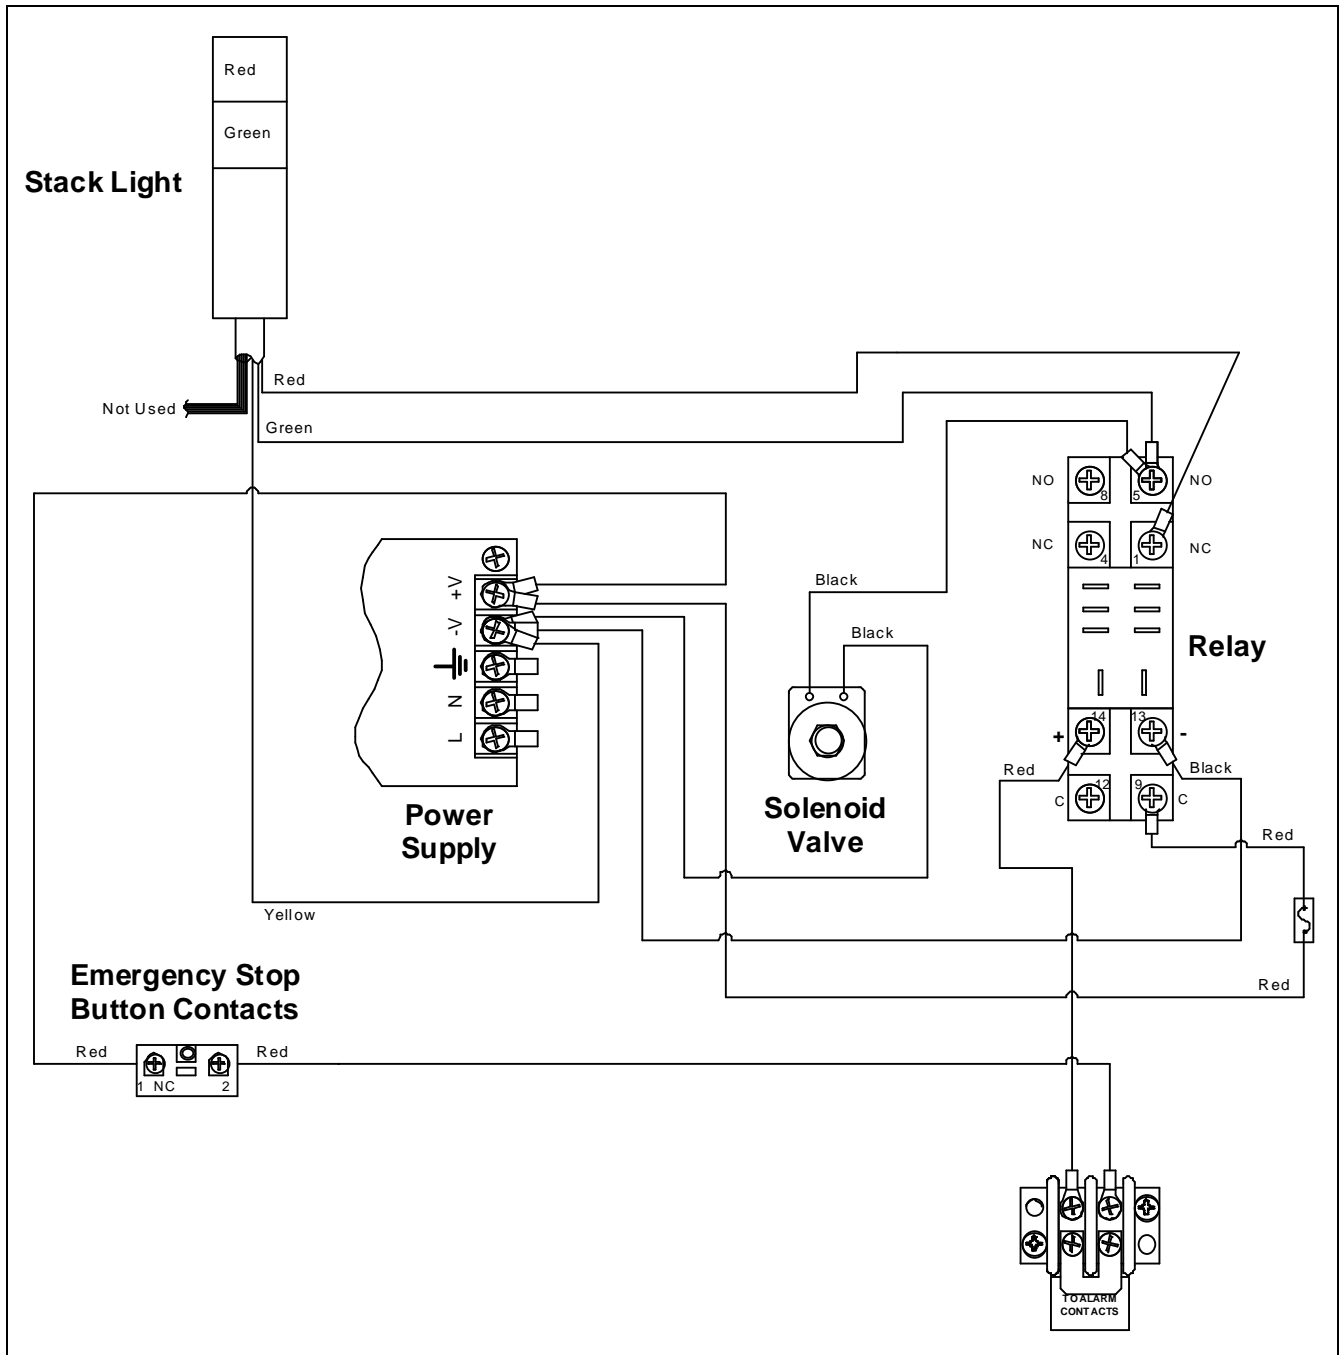 Red
Green
Stack Light
Red
Not Used
Green
NO
8
5
NO
NC
4
1
NC
Black
+V
-V
N
L
Black
Relay
Power
Supply
Solenoid
Valve
14
13
+
-
Red
Black
12
9
C
C
Red
Yellow
Emergency Stop
Button Contacts
Red
Red
Red
1 NC 2
TO ALARM
CONTACTS